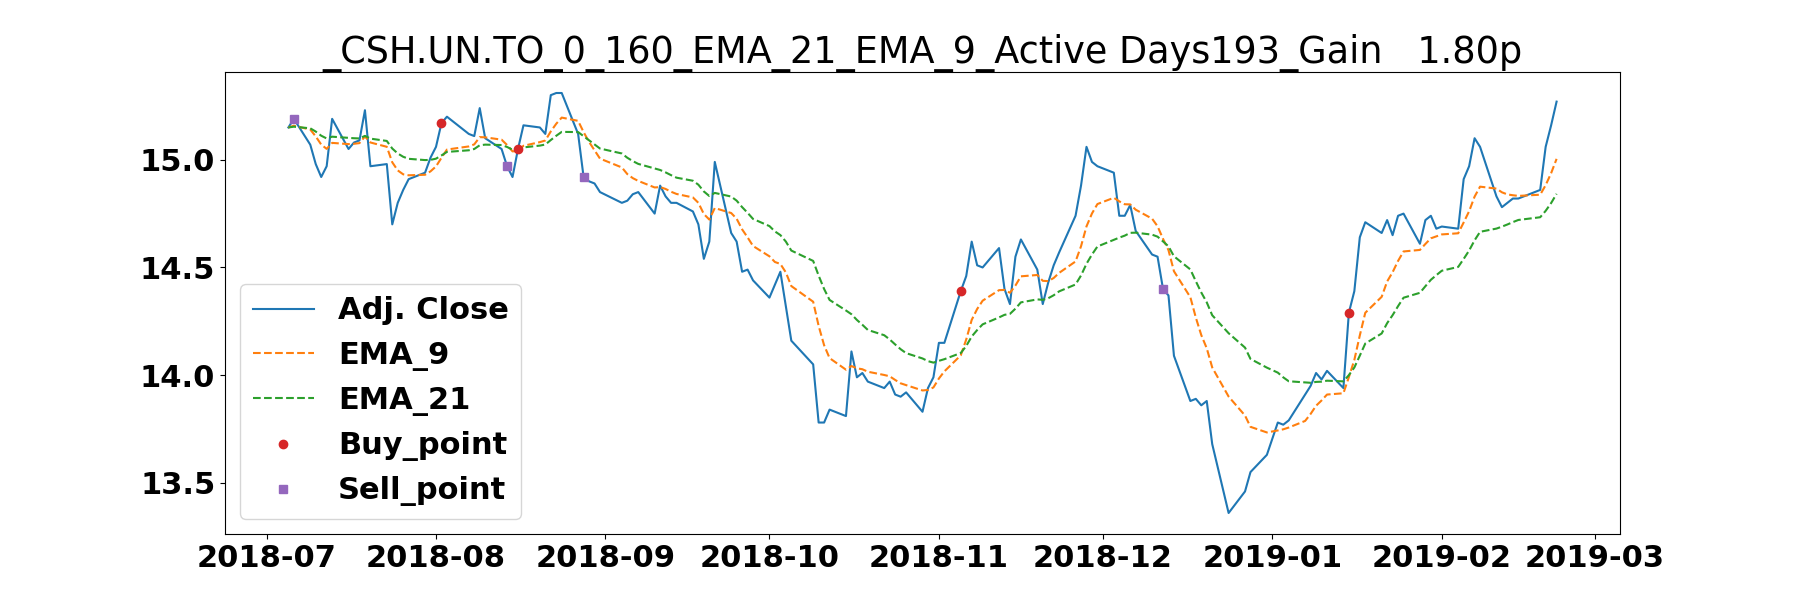 _CSH.UN.TO_0_160_EMA_21_EMA_9_Active Days193_Gain   1.80p
15.0
14.5
14.0
13.5
Adj. Close
EMA_9
EMA_21
Buy_point
Sell_point
2018-07 2018-08 2018-09 2018-10 2018-11 2018-12 2019-01 2019-02 2019-03